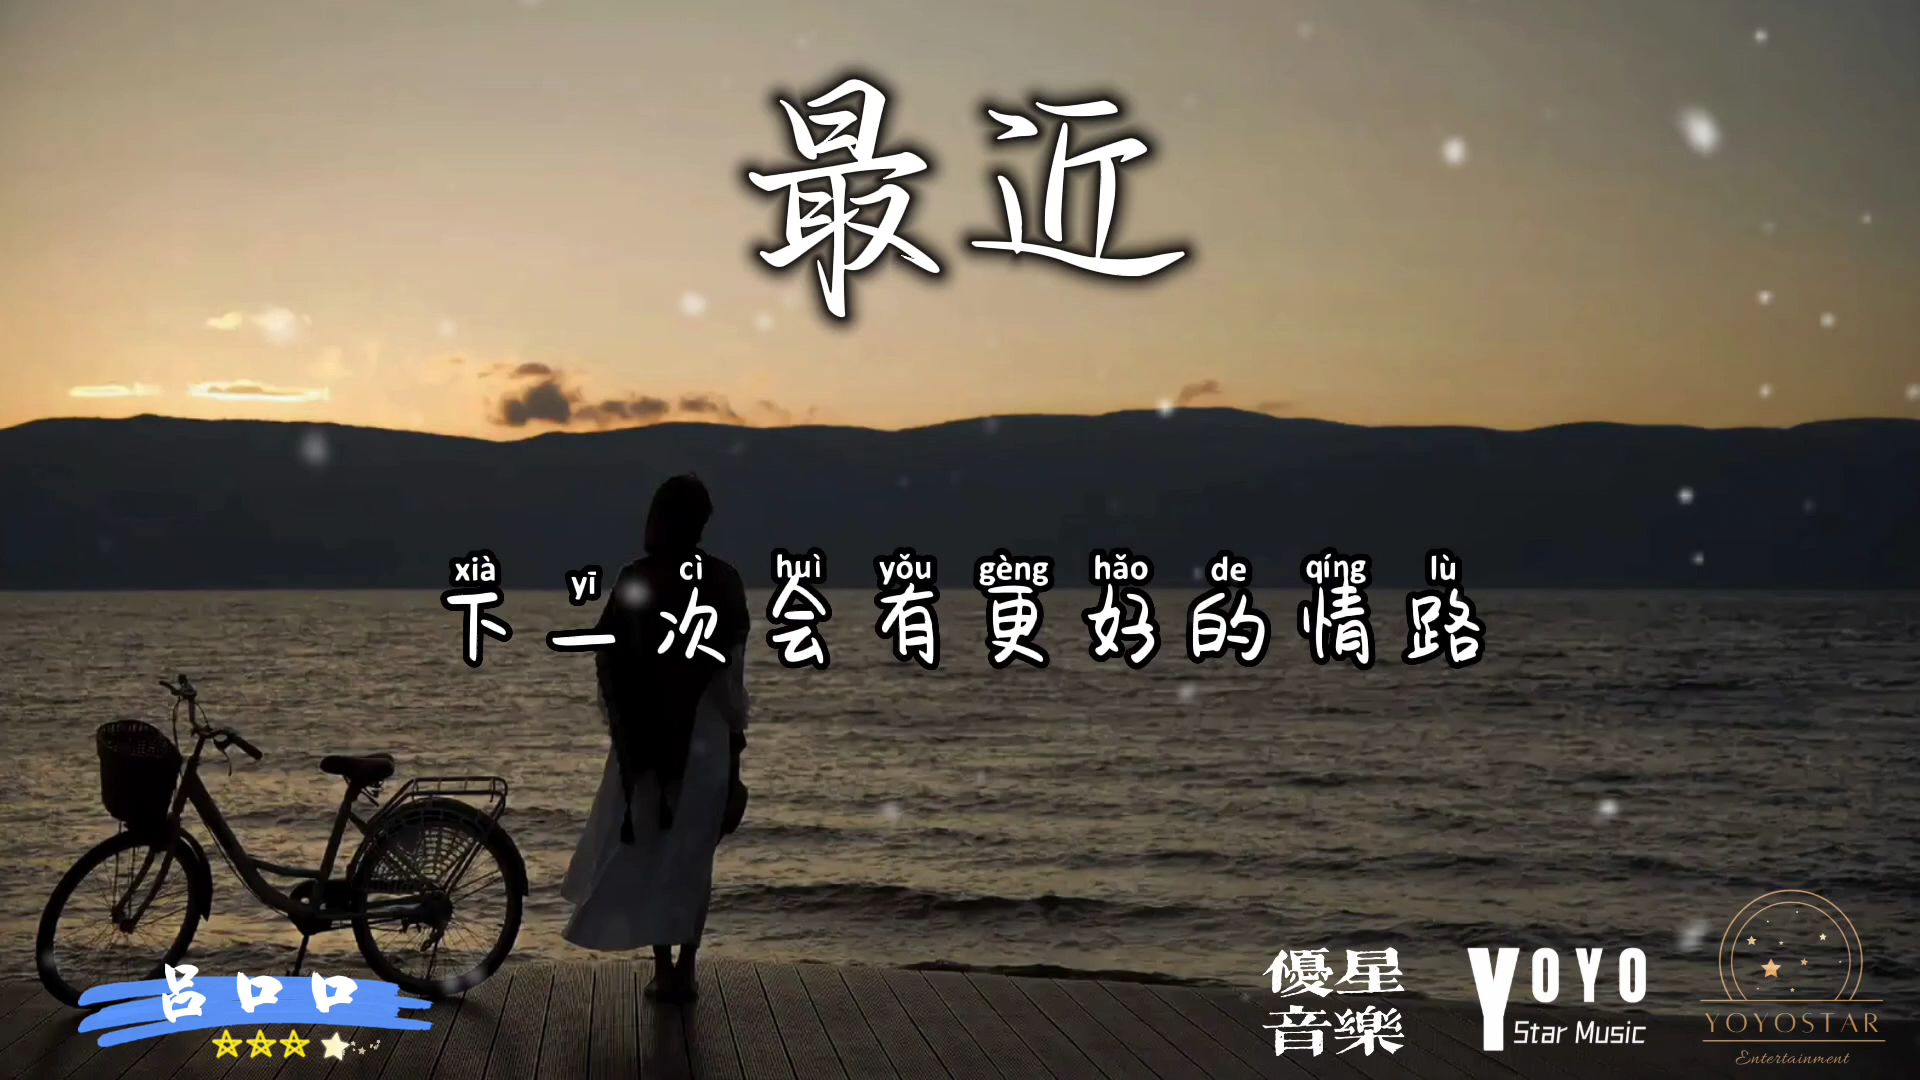 最近
xià yī cì huì yǒu gèng hǎo de qíng lù
下一次会有更好的情路
吕口口
優星
音樂
YOYO
Star Music
YOYOSTAR
Entertainment